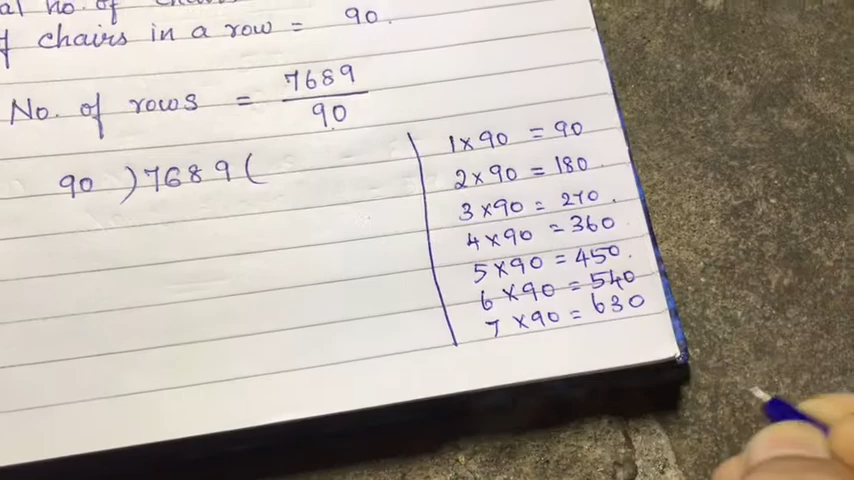 al no. of chairs
f chairs in a row = 90.
No. of rows = 7689/90
90 ) 7689 (
1 x 90 = 90
2 x 90 = 180
3 x 90 = 270.
4 x 90 = 360
5 x 90 = 450.
6 x 90 = 540
7 x 90 = 630